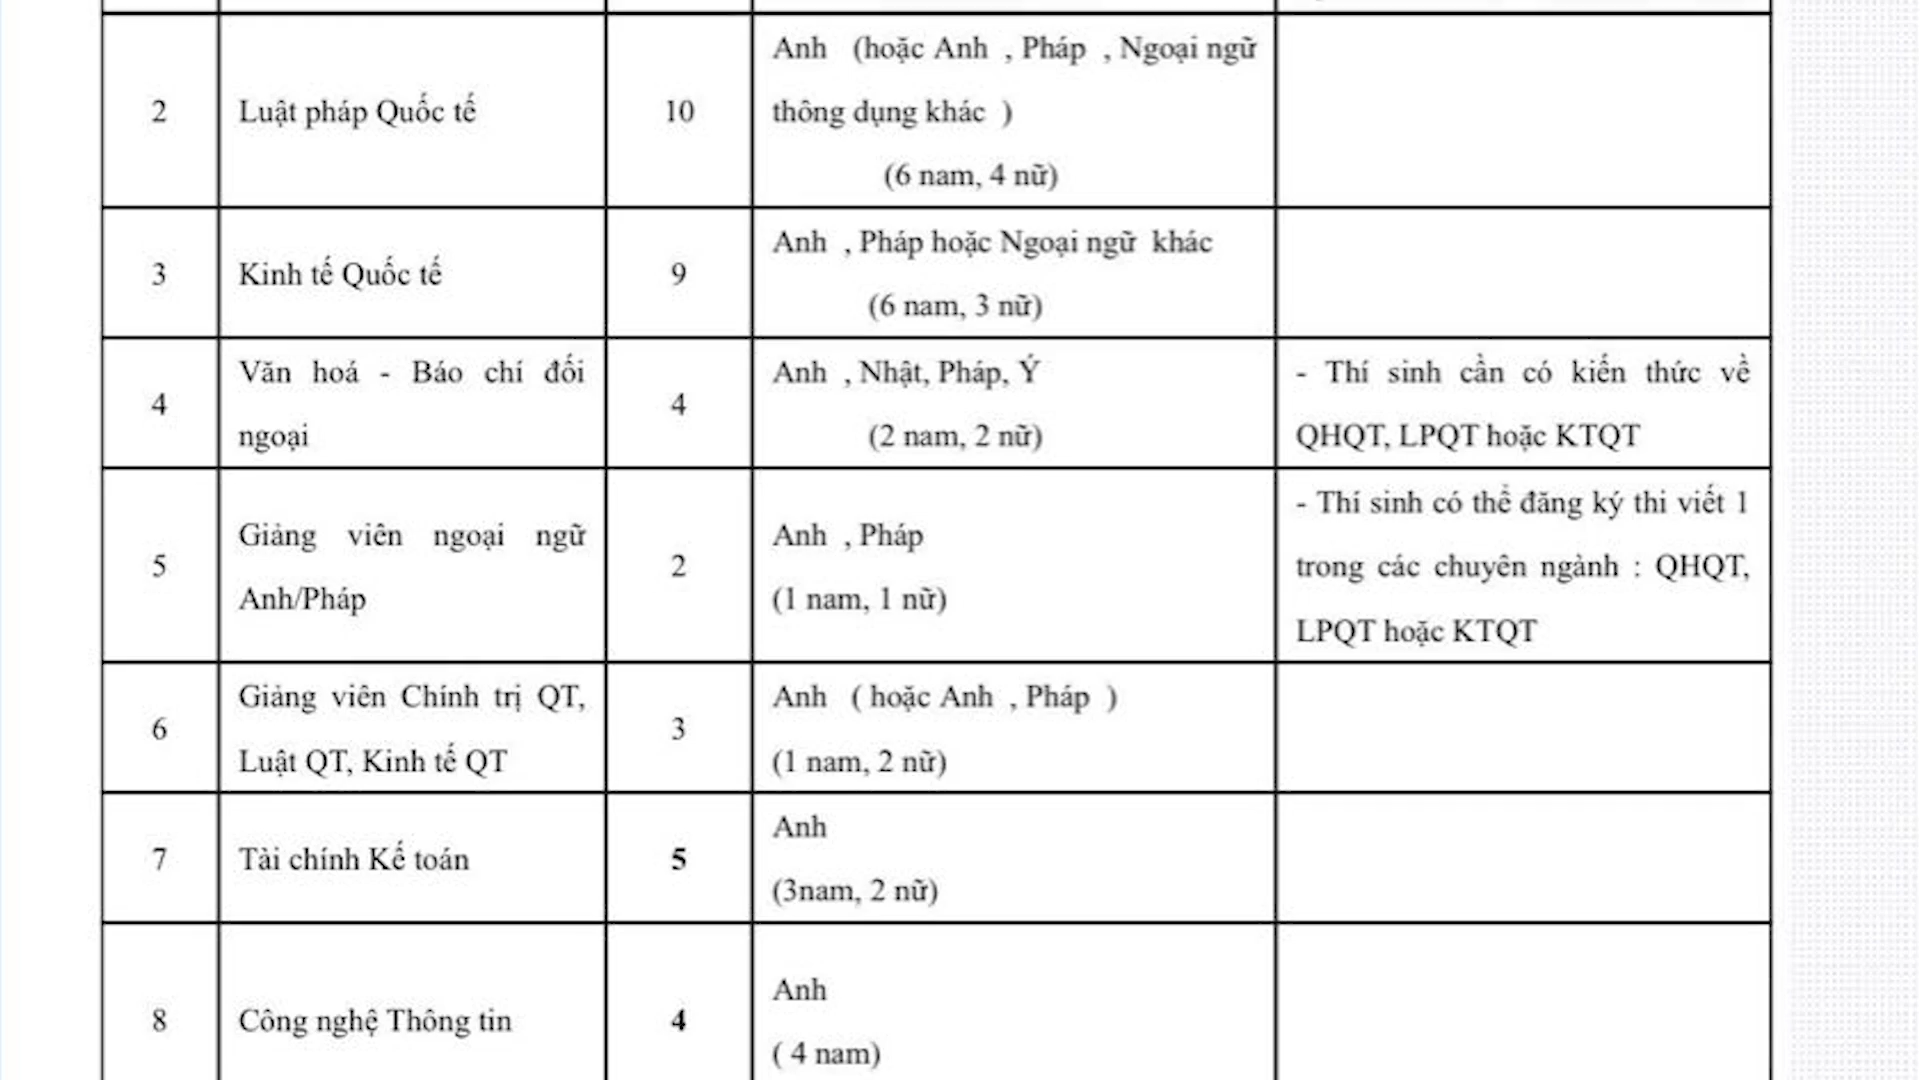 2
Luật pháp Quốc tế
10
Anh (hoặc Anh , Pháp , Ngoại ngữ
thông dụng khác )
(6 nam, 4 nữ)
3
Kinh tế Quốc tế
9
Anh , Pháp hoặc Ngoại ngữ khác
(6 nam, 3 nữ)
4
Văn hoá - Báo chí đối
ngoại
4
Anh , Nhật, Pháp, Ý
(2 nam, 2 nữ)
- Thí sinh cần có kiến thức về
QHQT, LPQT hoặc KTQT
5
Giảng viên ngoại ngữ
Anh/Pháp
2
Anh , Pháp
(1 nam, 1 nữ)
- Thí sinh có thể đăng ký thi viết 1
trong các chuyên ngành : QHQT,
LPQT hoặc KTQT
6
Giảng viên Chính trị QT,
Luật QT, Kinh tế QT
3
Anh ( hoặc Anh , Pháp )
(1 nam, 2 nữ)
7
Tài chính Kế toán
5
Anh
(3nam, 2 nữ)
8
Công nghệ Thông tin
4
Anh
( 4 nam)